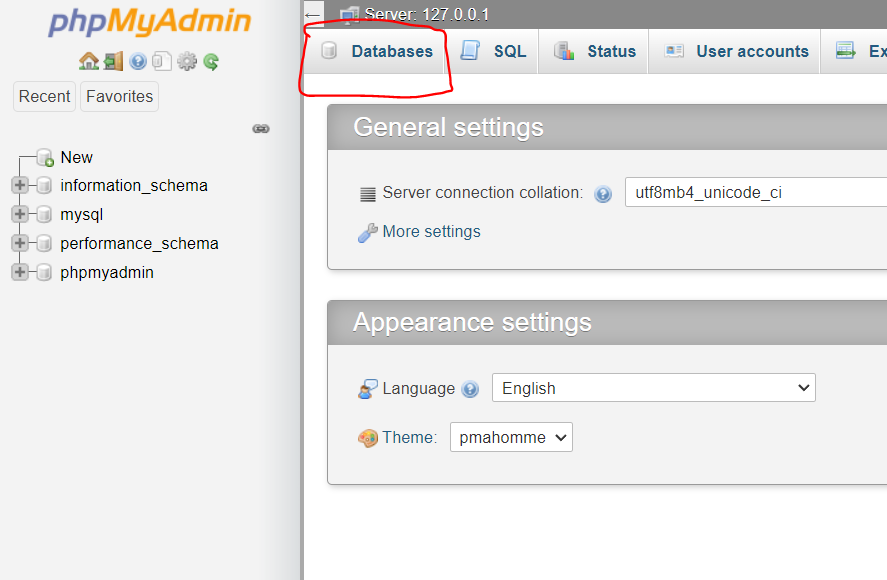 phpMyAdmin
Recent Favorites
New
information_schema
mysql
performance_schema
phpmyadmin
← Server: 127.0.0.1
Databases SQL Status User accounts
General settings
Server connection collation: utf8mb4_unicode_ci
More settings
Appearance settings
Language English
Theme: pmahomme